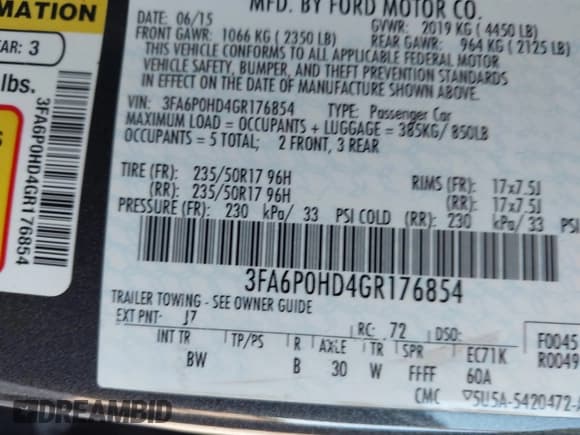 MFD. BY FORD MOTOR CO.
DATE: 06/15
GVWR: 2019 KG ( 4450 LB)
FRONT GAWR: 1066 KG ( 2350 LB)
REAR GAWR: 964 KG ( 2125 LB)
THIS VEHICLE CONFORMS TO ALL APPLICABLE FEDERAL MOTOR
VEHICLE SAFETY, BUMPER, AND THEFT PREVENTION STANDARDS
IN EFFECT ON THE DATE OF MANUFACTURE SHOWN ABOVE.
VIN: 3FA6P0HD4GR176854 TYPE: Passenger Car
MAXIMUM LOAD = OCCUPANTS + LUGGAGE = 385KG/ 850LB
OCCUPANTS = 5 TOTAL; 2 FRONT, 3 REAR
TIRE (FR): 235/50R17 96H RIMS (FR): 17x7.5J
(RR): 235/50R17 96H (RR): 17x7.5J
PRESSURE (FR): 230 kPa/ 33 PSI COLD (RR): 230 kPa/ 33
3FA6P0HD4GR176854
TRAILER TOWING - SEE OWNER GUIDE
EXT PNT: J7 RC: 72 DSO: F0045
INT TR TP/PS R AXLE TR SPR EC71K R0049
BW B 30 W FFFF 60A
CMC 5U5A-5420472-A
MATION
EAR: 3
lbs.
S
3FA6P0HD4GR176854
DREAMBID